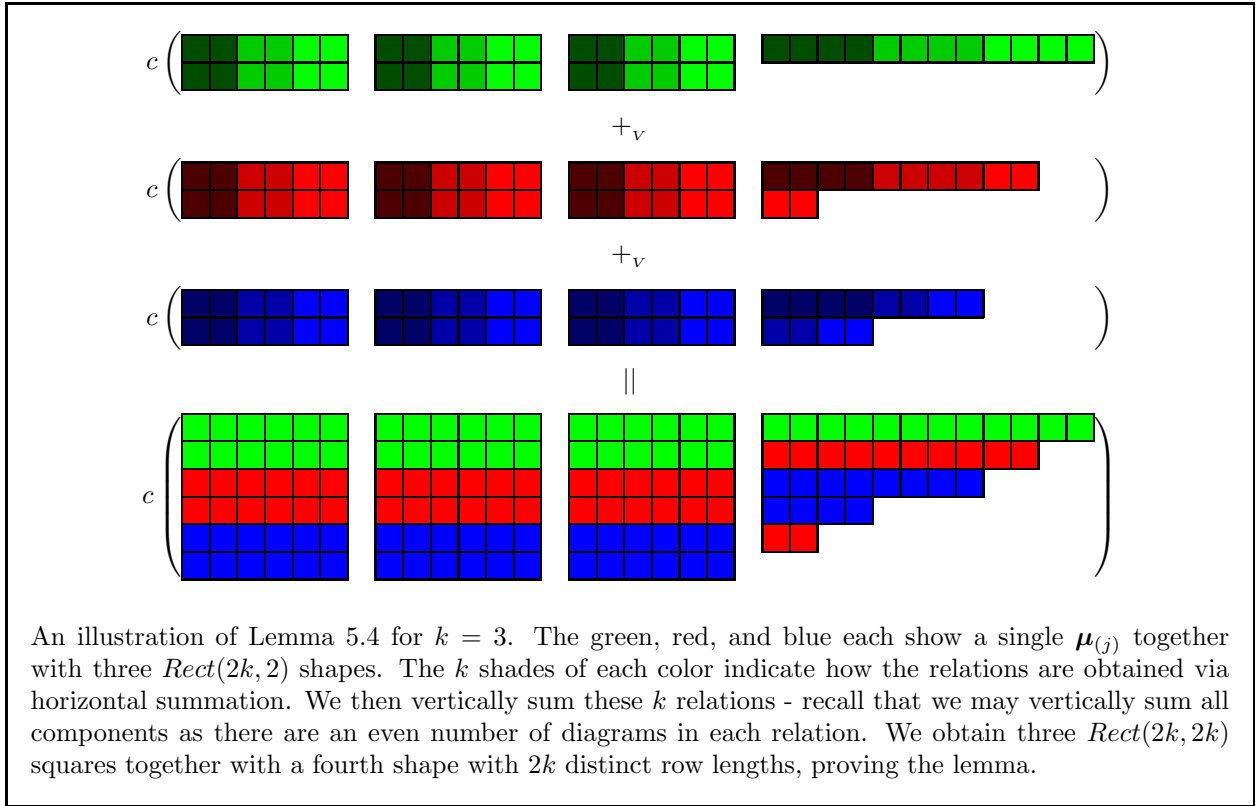 c ( )
+V
c ( )
+V
c ( )
||
c ( )
An illustration of Lemma 5.4 for k = 3. The green, red, and blue each show a single μ(j) together
with three Rect(2k, 2) shapes. The k shades of each color indicate how the relations are obtained via
horizontal summation. We then vertically sum these k relations - recall that we may vertically sum all
components as there are an even number of diagrams in each relation. We obtain three Rect(2k, 2k)
squares together with a fourth shape with 2k distinct row lengths, proving the lemma.